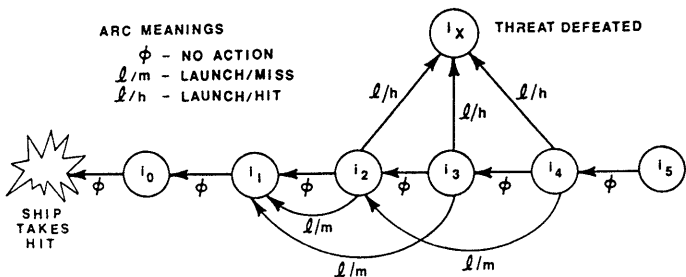 ARC MEANINGS
ϕ – NO ACTION
ℓ/m – LAUNCH/MISS
ℓ/h – LAUNCH/HIT
iX
THREAT DEFEATED
ℓ/h
ℓ/h
ℓ/h
i0
i1
i2
i3
i4
i5
ϕ
ϕ
ϕ
ϕ
ϕ
ϕ
SHIP
TAKES
HIT
ℓ/m
ℓ/m
ℓ/m